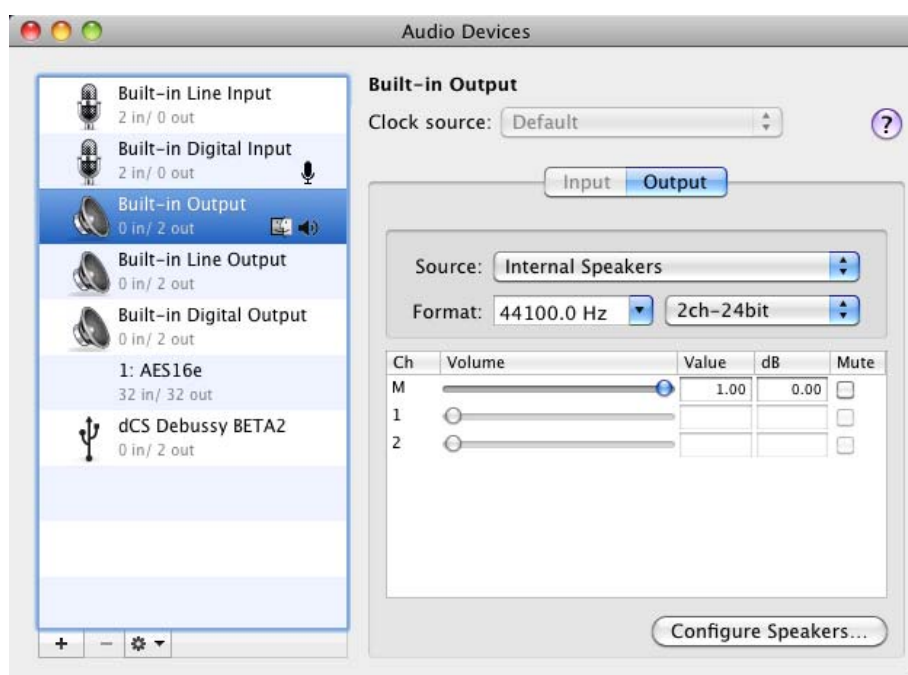 Audio Devices
Built-in Line Input
2 in/ 0 out
Built-in Digital Input
2 in/ 0 out
Built-in Output
0 in/ 2 out
Built-in Line Output
0 in/ 2 out
Built-in Digital Output
0 in/ 2 out
1: AES16e
32 in/ 32 out
dCS Debussy BETA2
0 in/ 2 out
+ −
Built-in Output
Clock source: Default
?
Input Output
Source: Internal Speakers
Format: 44100.0 Hz 2ch-24bit
Ch Volume Value dB Mute
M 1.00 0.00
1
2
Configure Speakers...